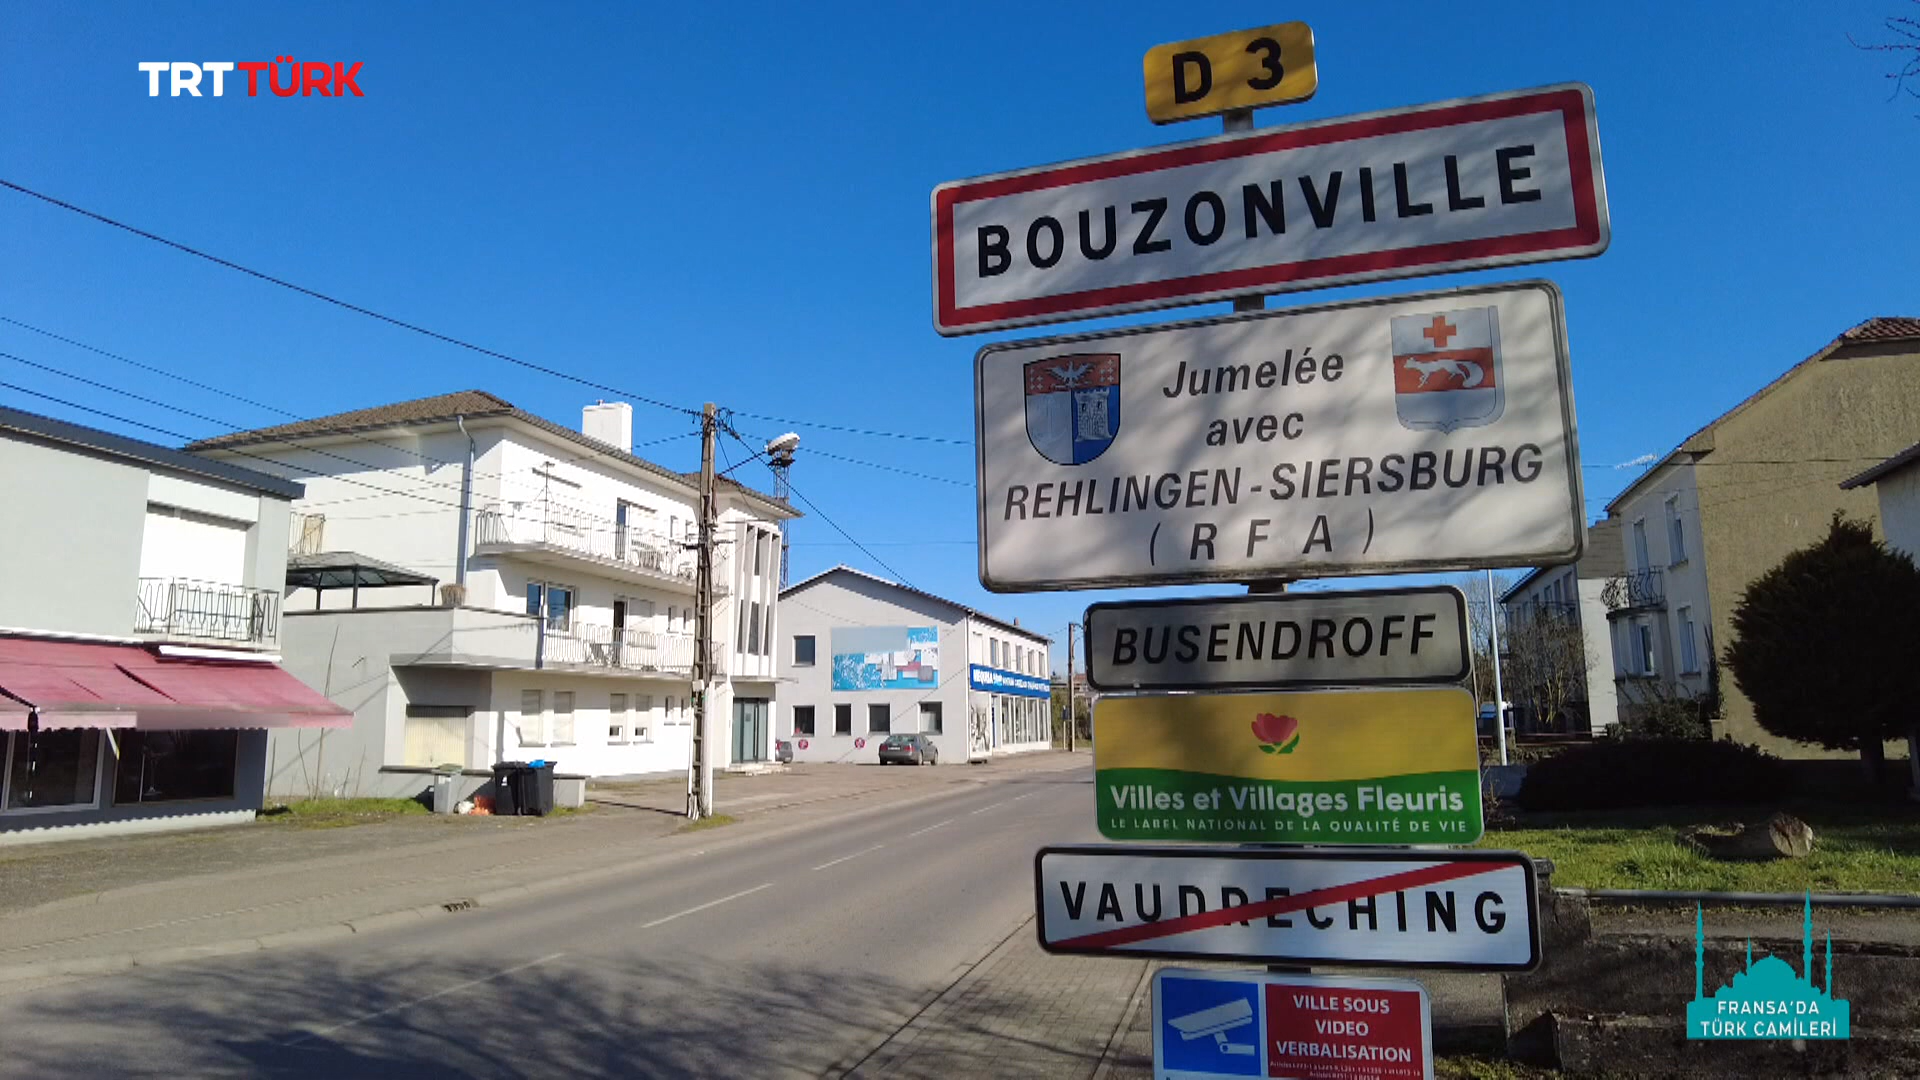 TRT TÜRK
D 3
BOUZONVILLE
Jumelée
avec
REHLINGEN-SIERSBURG
(RFA)
BUSENDROFF
Villes et Villages Fleuris
LE LABEL NATIONAL DE LA QUALITÉ DE VIE
VAUDRECHING
VILLE SOUS
VIDEO
VERBALISATION
FRANSA'DA
TÜRK CAMİLERİ